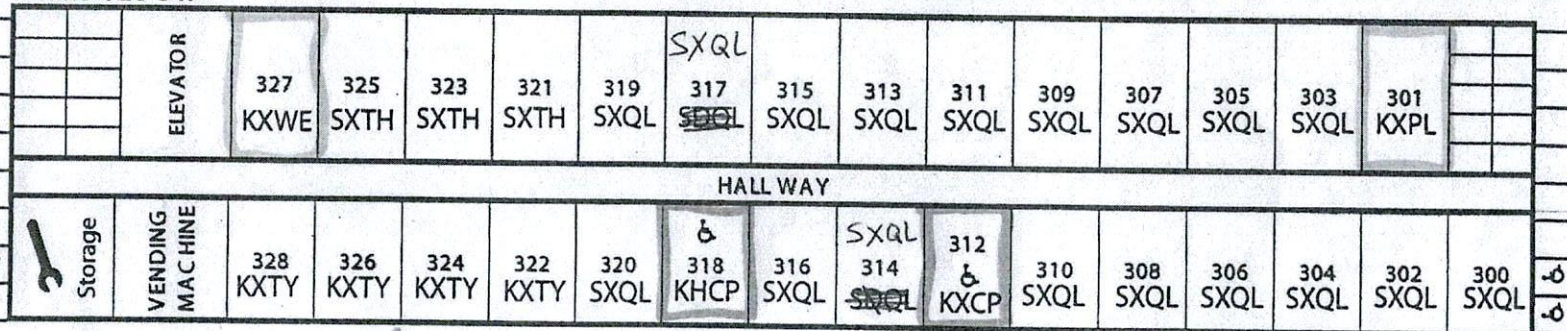 SXQL
ELEVATOR
327 325 323 321 319 317 315 313 311 309 307 305 303 301
KXWE SXTH SXTH SXTH SXQL SDQL SXQL SXQL SXQL SXQL SXQL SXQL SXQL KXPL
HALLWAY
SXQL 312
Storage
VENDING
MACHINE
328 326 324 322 320 318 316 314 310 308 306 304 302 300
KXTY KXTY KXTY KXTY SXQL KHCP SXQL SDQL KXCP SXQL SXQL SXQL SXQL SXQL SXQL